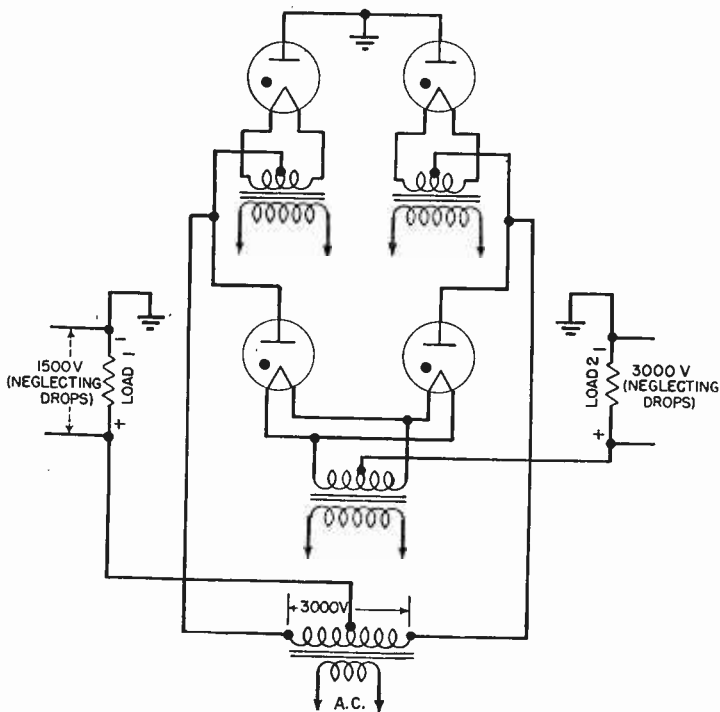 1500 V
(NEGLECTING
DROPS)
LOAD 1
-
+
LOAD 2
-
+
3000 V
(NEGLECTING
DROPS)
3000V
A.C.